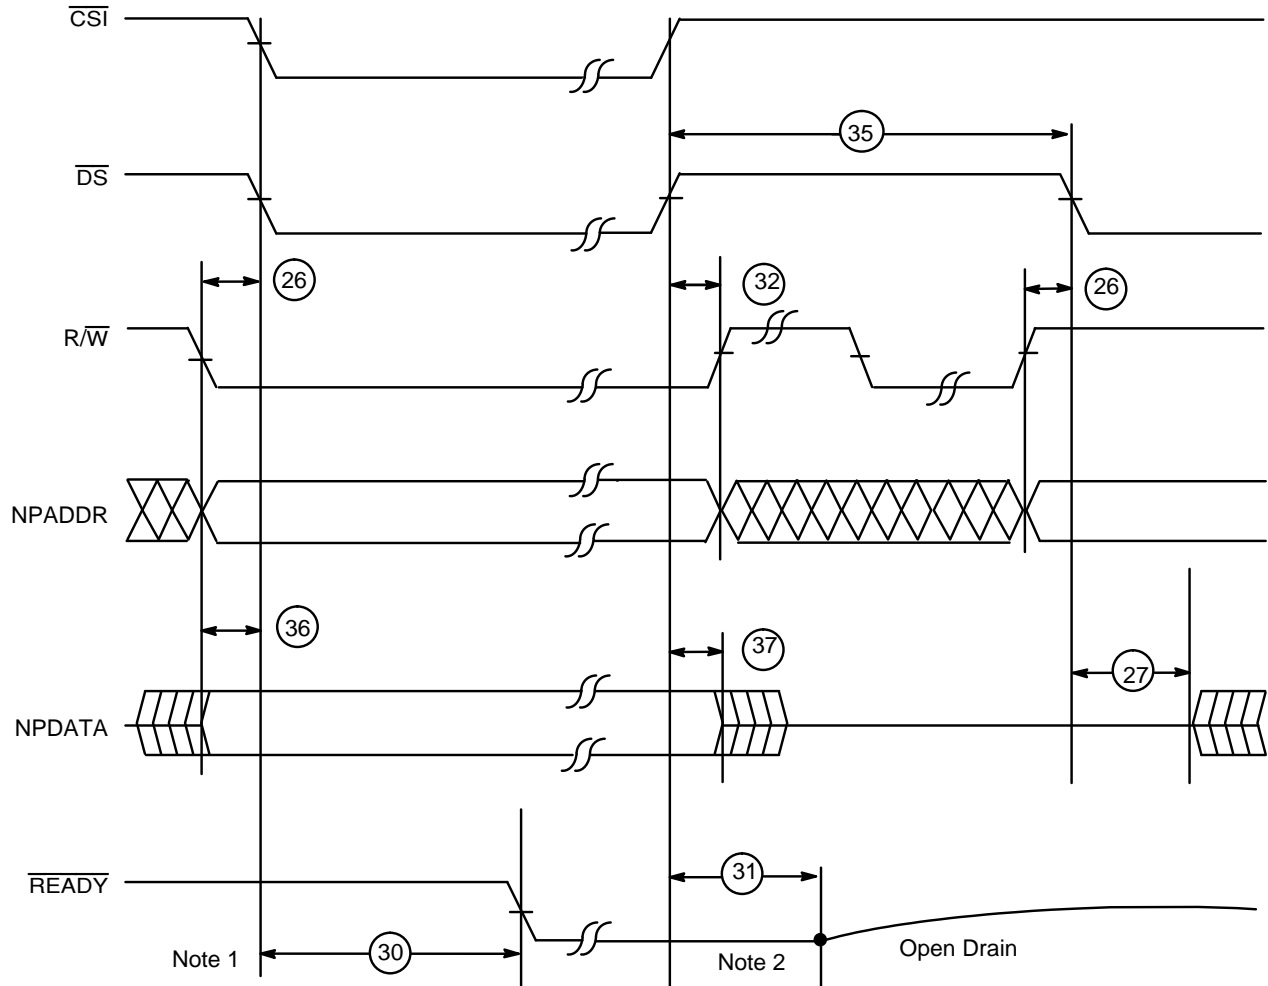 CSI
35
DS
26
32
26
R/W
NPADDR
36
37
27
NPDATA
31
READY
Note 1
30
Note 2
Open Drain